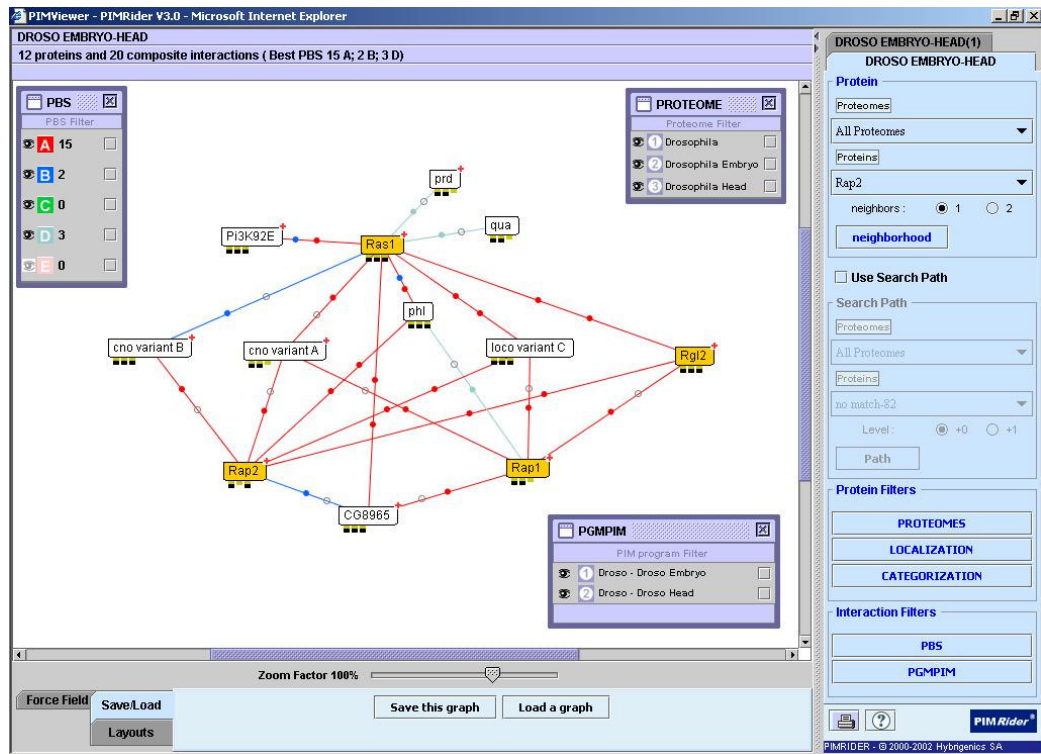 PIMViewer - PIMRider V3.0 - Microsoft Internet Explorer
DROSO EMBRYO-HEAD
12 proteins and 20 composite interactions ( Best PBS 15 A; 2 B; 3 D)
PBS
PBS Filter
A 15
B 2
C 0
D 3
E 0
PROTEOME
Proteome Filter
1 Drosophila
2 Drosophila Embryo
3 Drosophila Head
prd
qua
Pi3K92E
Ras1
phl
cno variant B
cno variant A
loco variant C
Rgl2
Rap2
Rap1
CG8965
PGMPIM
PIM program Filter
1 Droso - Droso Embryo
2 Droso - Droso Head
Zoom Factor 100%
Force Field
Save/Load
Layouts
Save this graph
Load a graph
DROSO EMBRYO-HEAD(1)
DROSO EMBRYO-HEAD
Protein
Proteomes
All Proteomes
Proteins
Rap2
neighbors : 1 2
neighborhood
Use Search Path
Search Path
Proteomes
All Proteomes
Proteins
no match-82
Level : +0 +1
Path
Protein Filters
PROTEOMES
LOCALIZATION
CATEGORIZATION
Interaction Filters
PBS
PGMPIM
?
PIMRider®
PIMRIDER - © 2000-2002 Hybrigenics SA